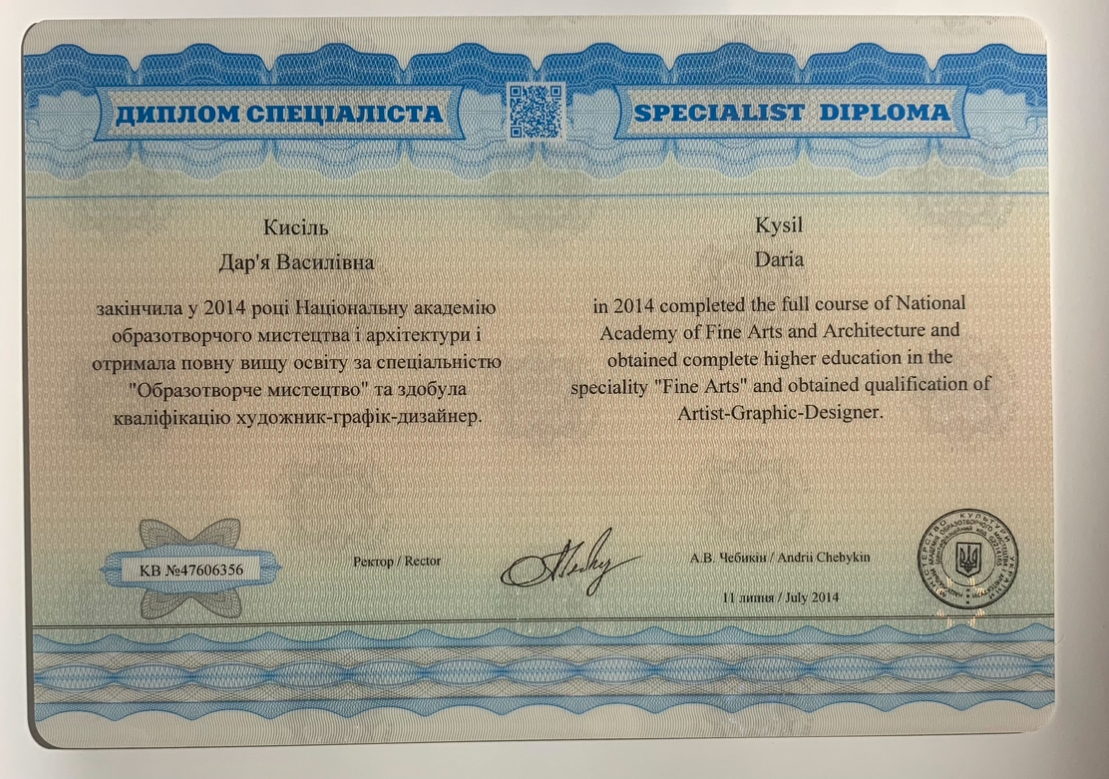 ДИПЛОМ СПЕЦІАЛІСТА
Кисіль
Дар'я Василівна
закінчила у 2014 році Національну академію
образотворчого мистецтва і архітектури і
отримала повну вищу освіту за спеціальністю
"Образотворче мистецтво" та здобула
кваліфікацію художник-графік-дизайнер.
SPECIALIST DIPLOMA
Kysil
Daria
in 2014 completed the full course of National
Academy of Fine Arts and Architecture and
obtained complete higher education in the
speciality "Fine Arts" and obtained qualification of
Artist-Graphic-Designer.
КВ №47606356
Ректор / Rector
А.В. Чебикін / Andrii Chebykin
11 липня / July 2014
МІНІСТЕРСТВО КУЛЬТУРИ УКРАЇНИ